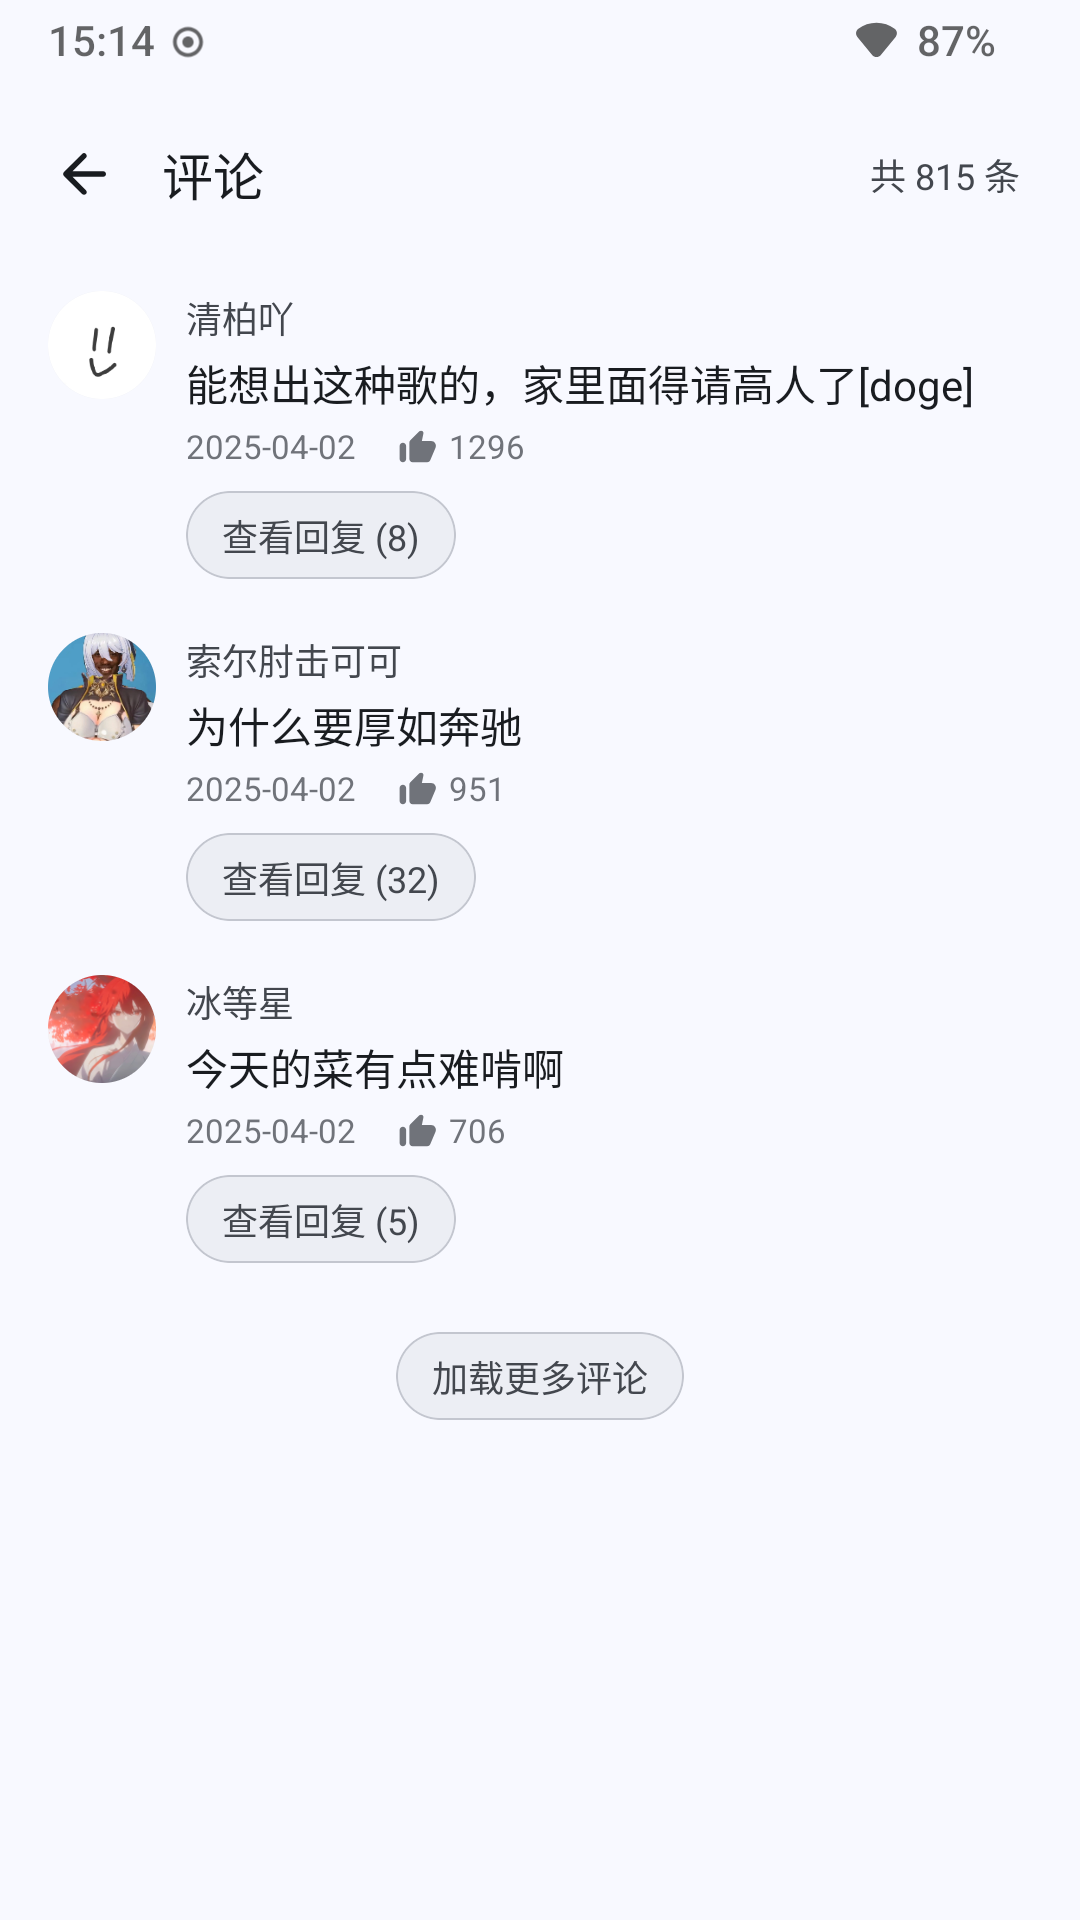 15:14
87%
评论
共 815 条
清柏吖
能想出这种歌的，家里面得请高人了[doge]
2025-04-02 1296
查看回复 (8)
索尔肘击可可
为什么要厚如奔驰
2025-04-02 951
查看回复 (32)
冰等星
今天的菜有点难啃啊
2025-04-02 706
查看回复 (5)
加载更多评论